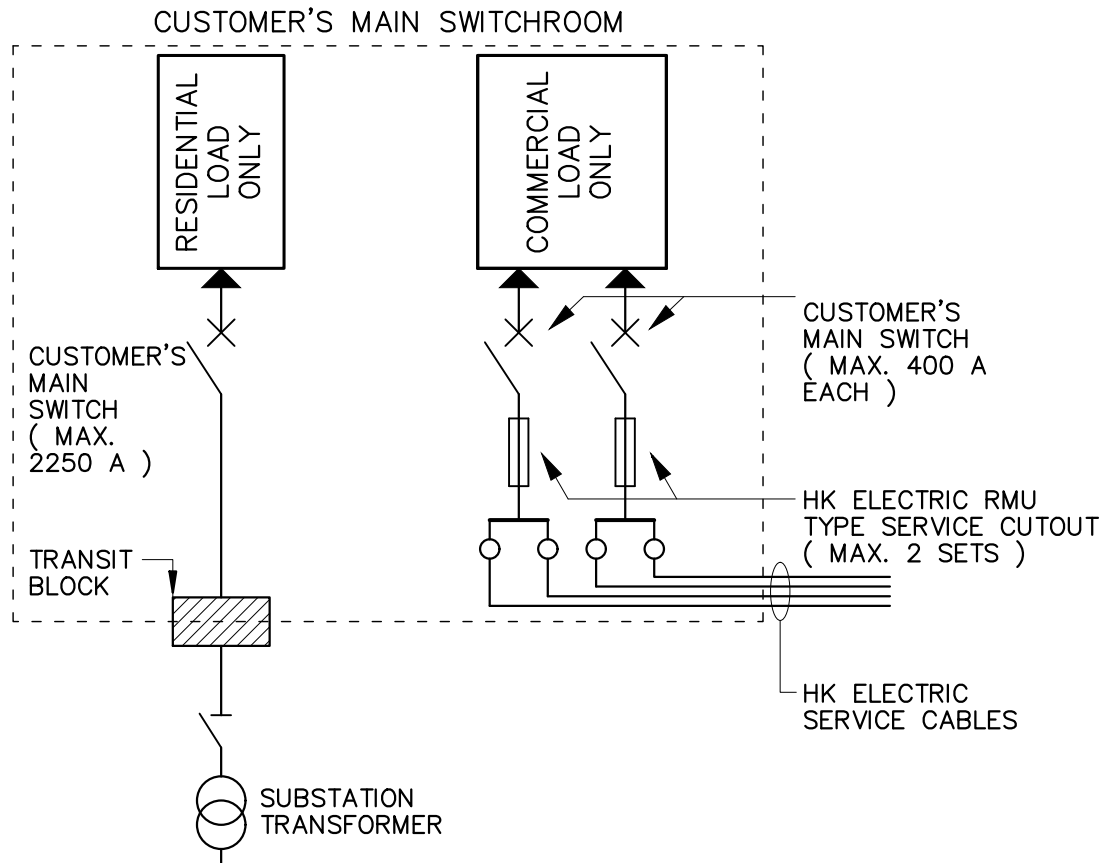 CUSTOMER'S MAIN SWITCHROOM
RESIDENTIAL
LOAD
ONLY
COMMERCIAL
LOAD
ONLY
CUSTOMER'S
MAIN
SWITCH
( MAX.
2250 A )
CUSTOMER'S
MAIN SWITCH
( MAX. 400 A
EACH )
HK ELECTRIC RMU
TYPE SERVICE CUTOUT
( MAX. 2 SETS )
TRANSIT
BLOCK
HK ELECTRIC
SERVICE CABLES
SUBSTATION
TRANSFORMER